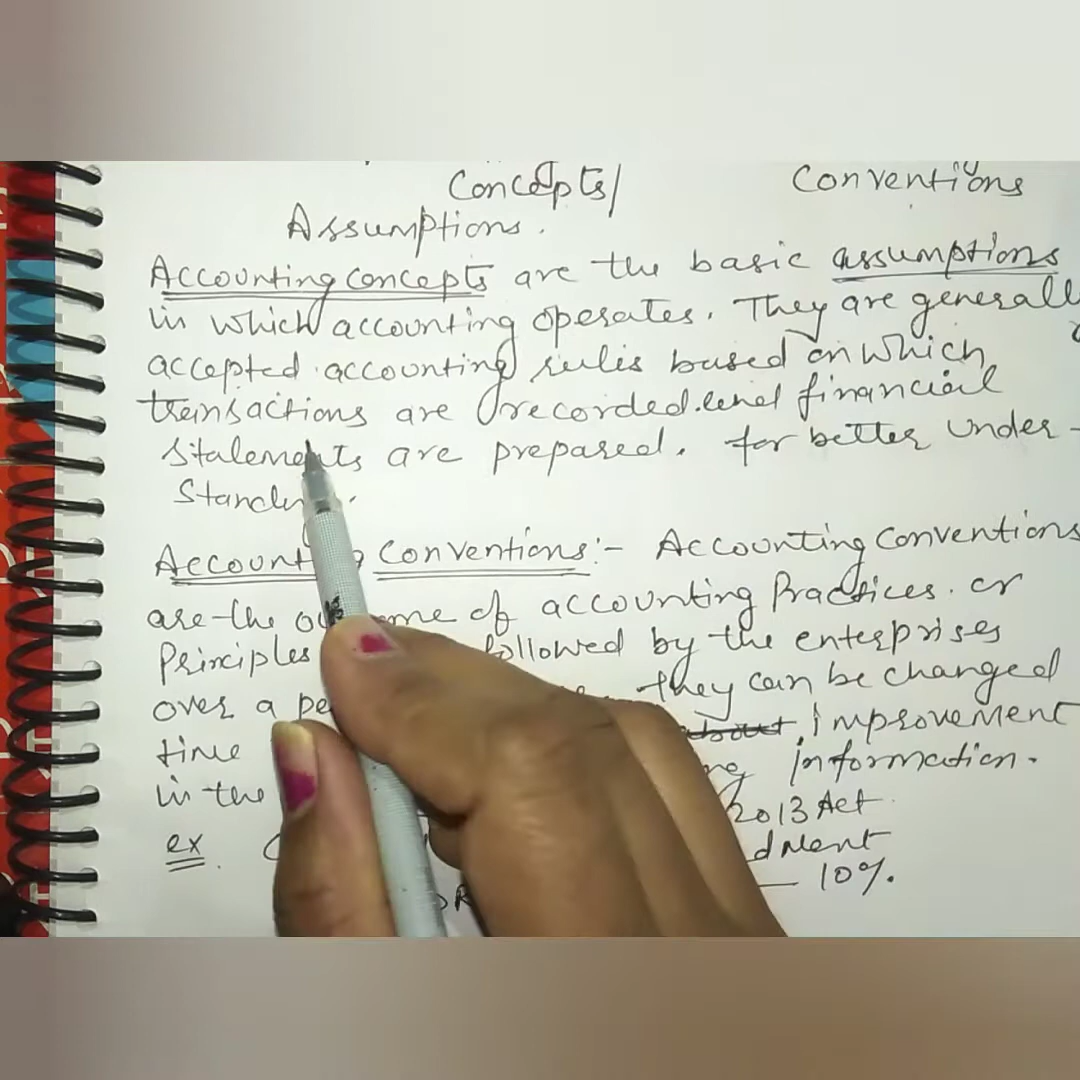 Concepts/ Conventions
Assumptions.
Accounting concepts are the basic assumptions
in which accounting operates. They are generally
accepted accounting rules based on which
transactions are recorded and financial
statements are prepared. for better under-
Accounting Conventions:- Accounting Conventions
are the of accounting Practices or
Principles followed by the enterprises
over a they can be changed
time improvement
in the information.
2013 Act
ex
10%.